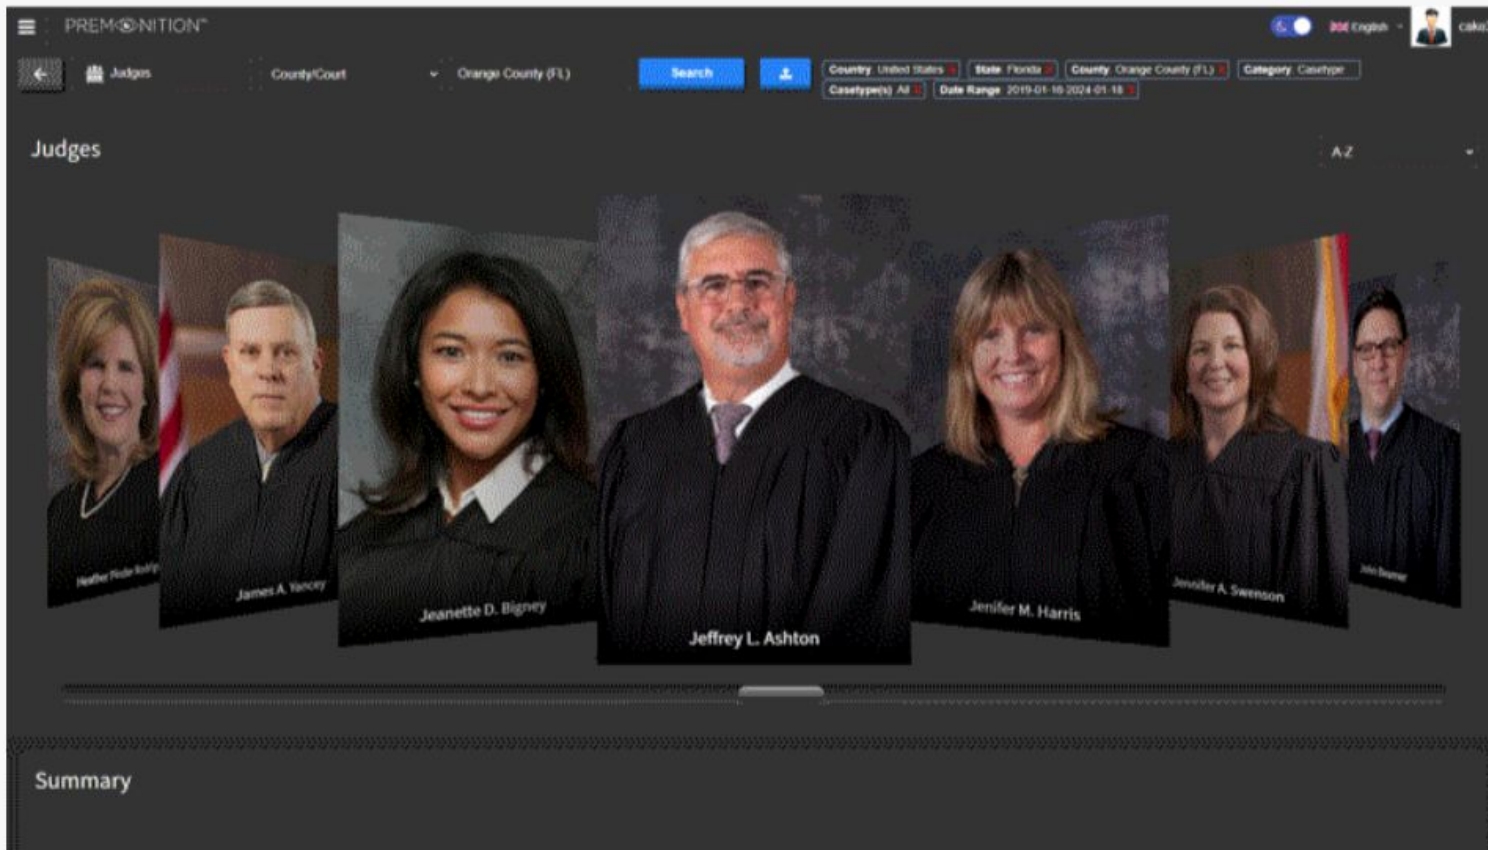 PREMONITION™
English
Judges
County/Court
Orange County (FL)
Search
Country: United States x
State: Florida x
County: Orange County (FL) x
Category: Casetype
Casetype(s): All x
Date Range: 2019-01-16-2024-01-18 x
Judges
A-Z
James A. Yancey
Jeanette D. Bigney
Jeffrey L. Ashton
Jenifer M. Harris
Jennifer A. Swenson
Summary